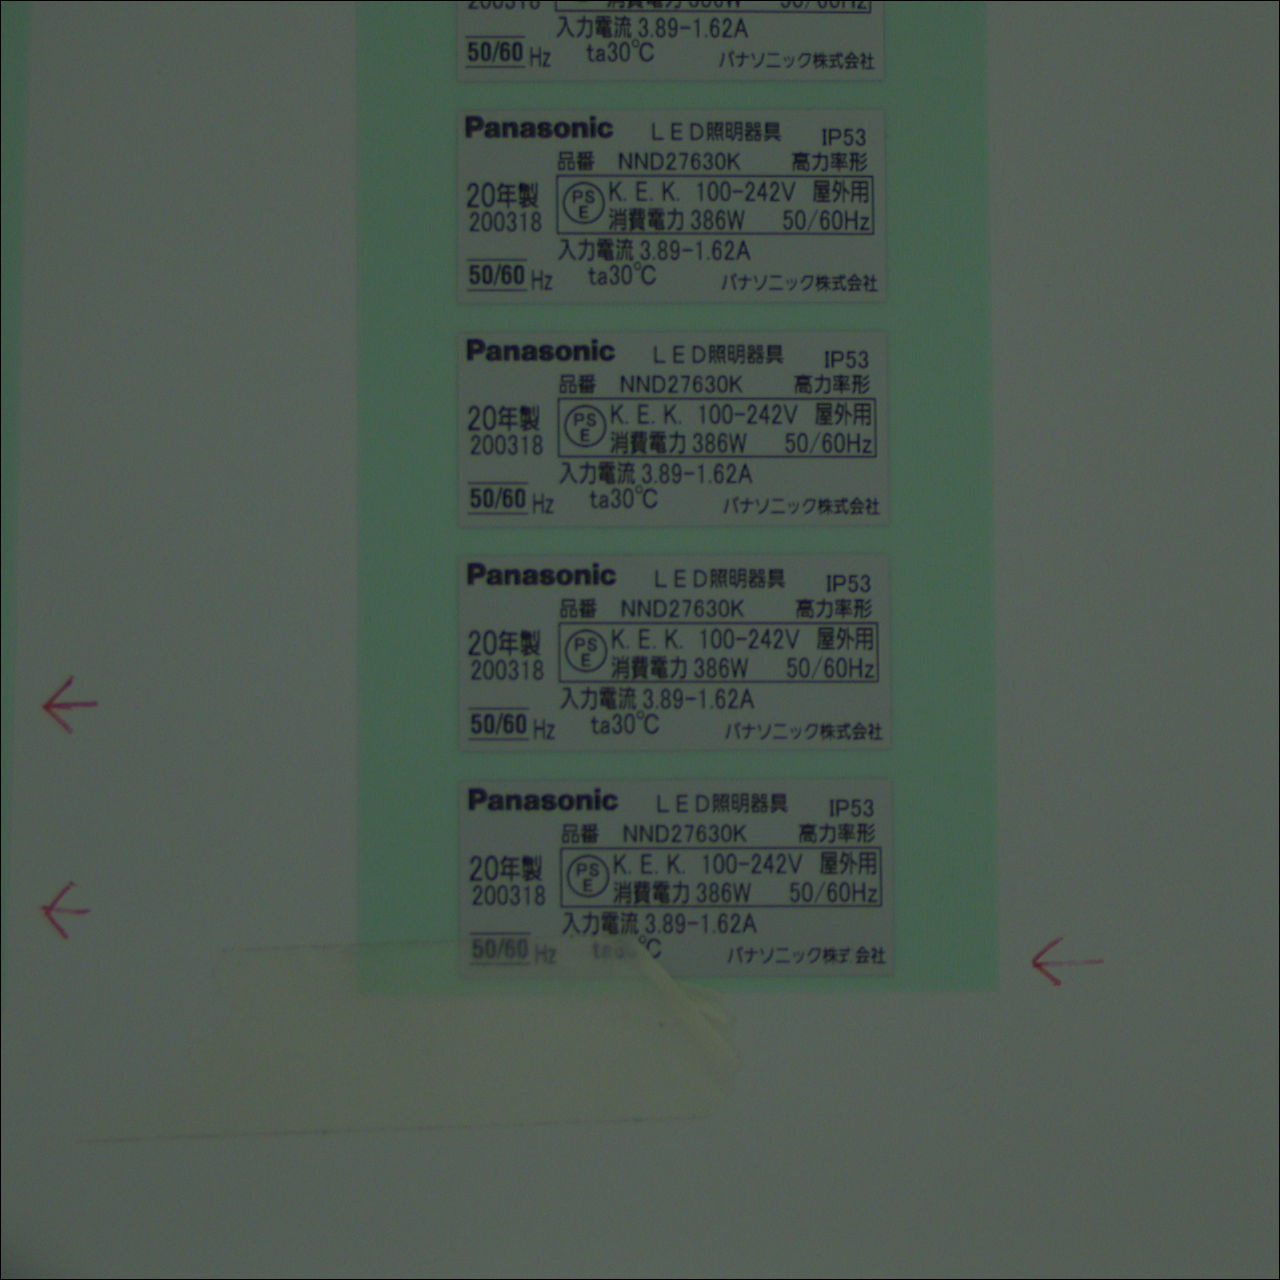 入力電流 3.89-1.62A
50/60 Hz ta30℃ パナソニック株式会社
Panasonic LED照明器具 IP53
品番 NND27630K 高力率形
20年製 PS E K.E.K. 100-242V 屋外用
200318 消費電力 386W 50/60Hz
入力電流 3.89-1.62A
50/60 Hz ta30℃ パナソニック株式会社
Panasonic LED照明器具 IP53
品番 NND27630K 高力率形
20年製 PS E K.E.K. 100-242V 屋外用
200318 消費電力 386W 50/60Hz
入力電流 3.89-1.62A
50/60 Hz ta30℃ パナソニック株式会社
Panasonic LED照明器具 IP53
品番 NND27630K 高力率形
20年製 PS E K.E.K. 100-242V 屋外用
200318 消費電力 386W 50/60Hz
入力電流 3.89-1.62A
50/60 Hz ta30℃ パナソニック株式会社
Panasonic LED照明器具 IP53
品番 NND27630K 高力率形
20年製 PS E K.E.K. 100-242V 屋外用
200318 消費電力 386W 50/60Hz
入力電流 3.89-1.62A
50/60 Hz パナソニック株式会社